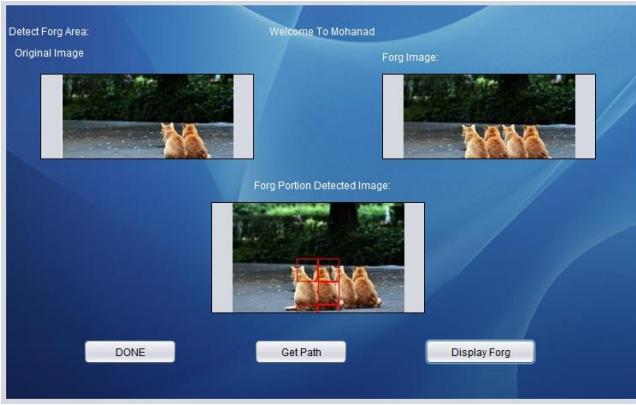 Detect Forg Area:
Welcome To Mohanad
Original Image
Forg Image:
Forg Portion Detected Image:
DONE
Get Path
Display Forg